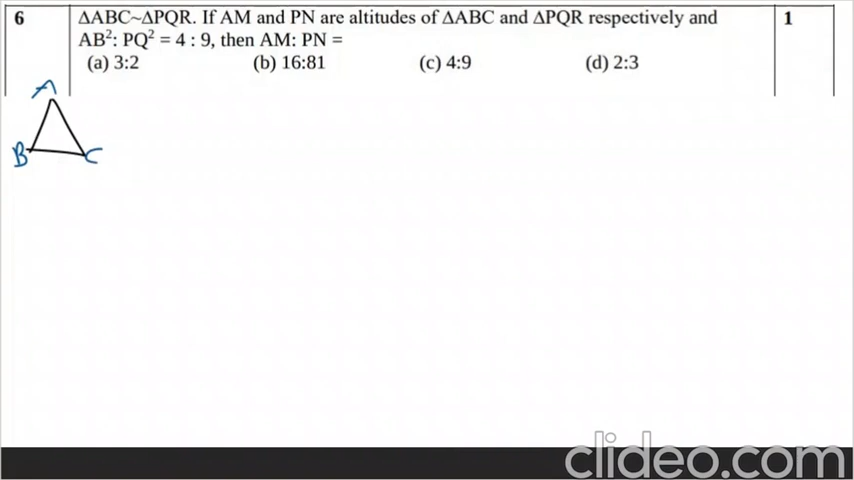 6 ΔABC~ΔPQR. If AM and PN are altitudes of ΔABC and ΔPQR respectively and 1
AB²: PQ² = 4 : 9, then AM: PN =
(a) 3:2 (b) 16:81 (c) 4:9 (d) 2:3
A
B C
clideo.com